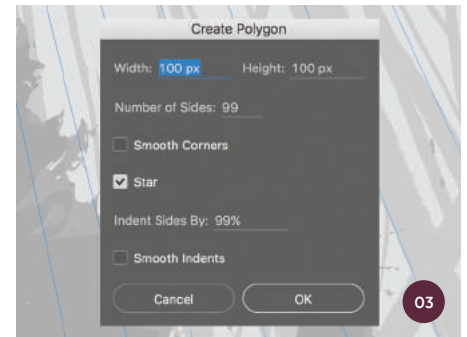 Create Polygon
Width: 100 px Height: 100 px
Number of Sides: 99
Smooth Corners
Star
Indent Sides By: 99%
Smooth Indents
Cancel OK
03